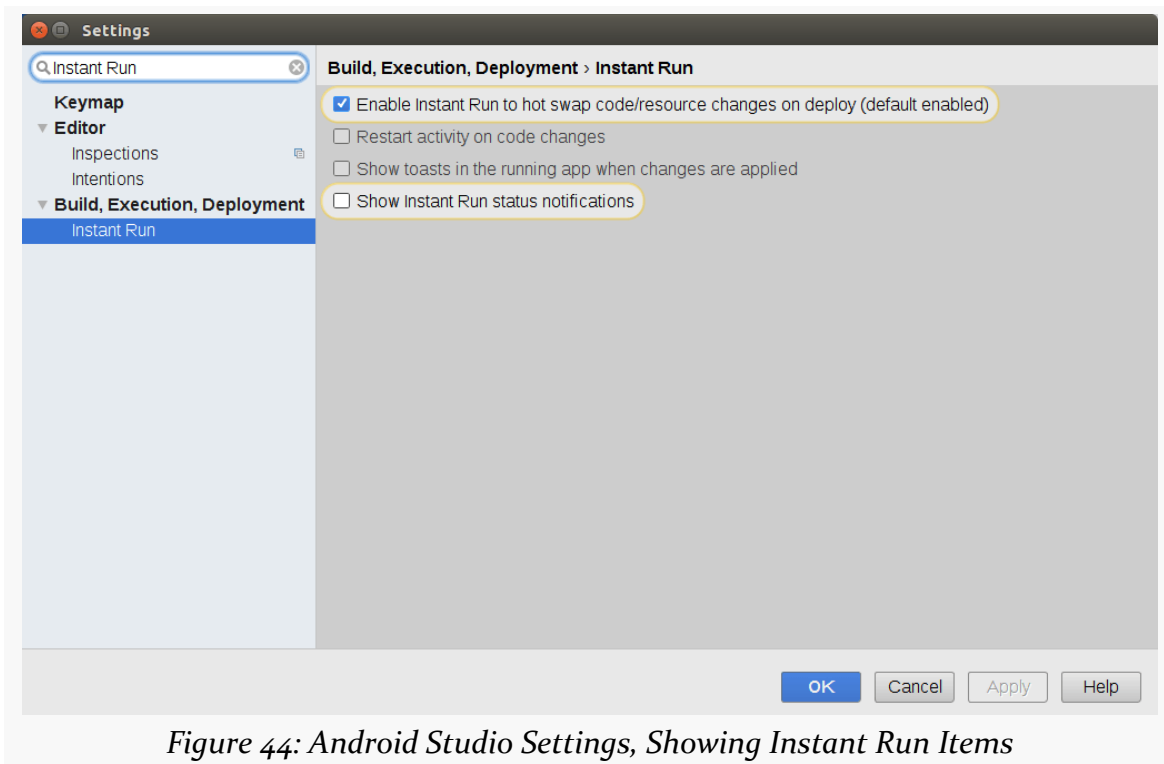 Settings
Instant Run
Keymap
Editor
Inspections
Intentions
Build, Execution, Deployment
Instant Run
Build, Execution, Deployment › Instant Run
Enable Instant Run to hot swap code/resource changes on deploy (default enabled)
Restart activity on code changes
Show toasts in the running app when changes are applied
Show Instant Run status notifications
OK Cancel Apply Help
Figure 44: Android Studio Settings, Showing Instant Run Items